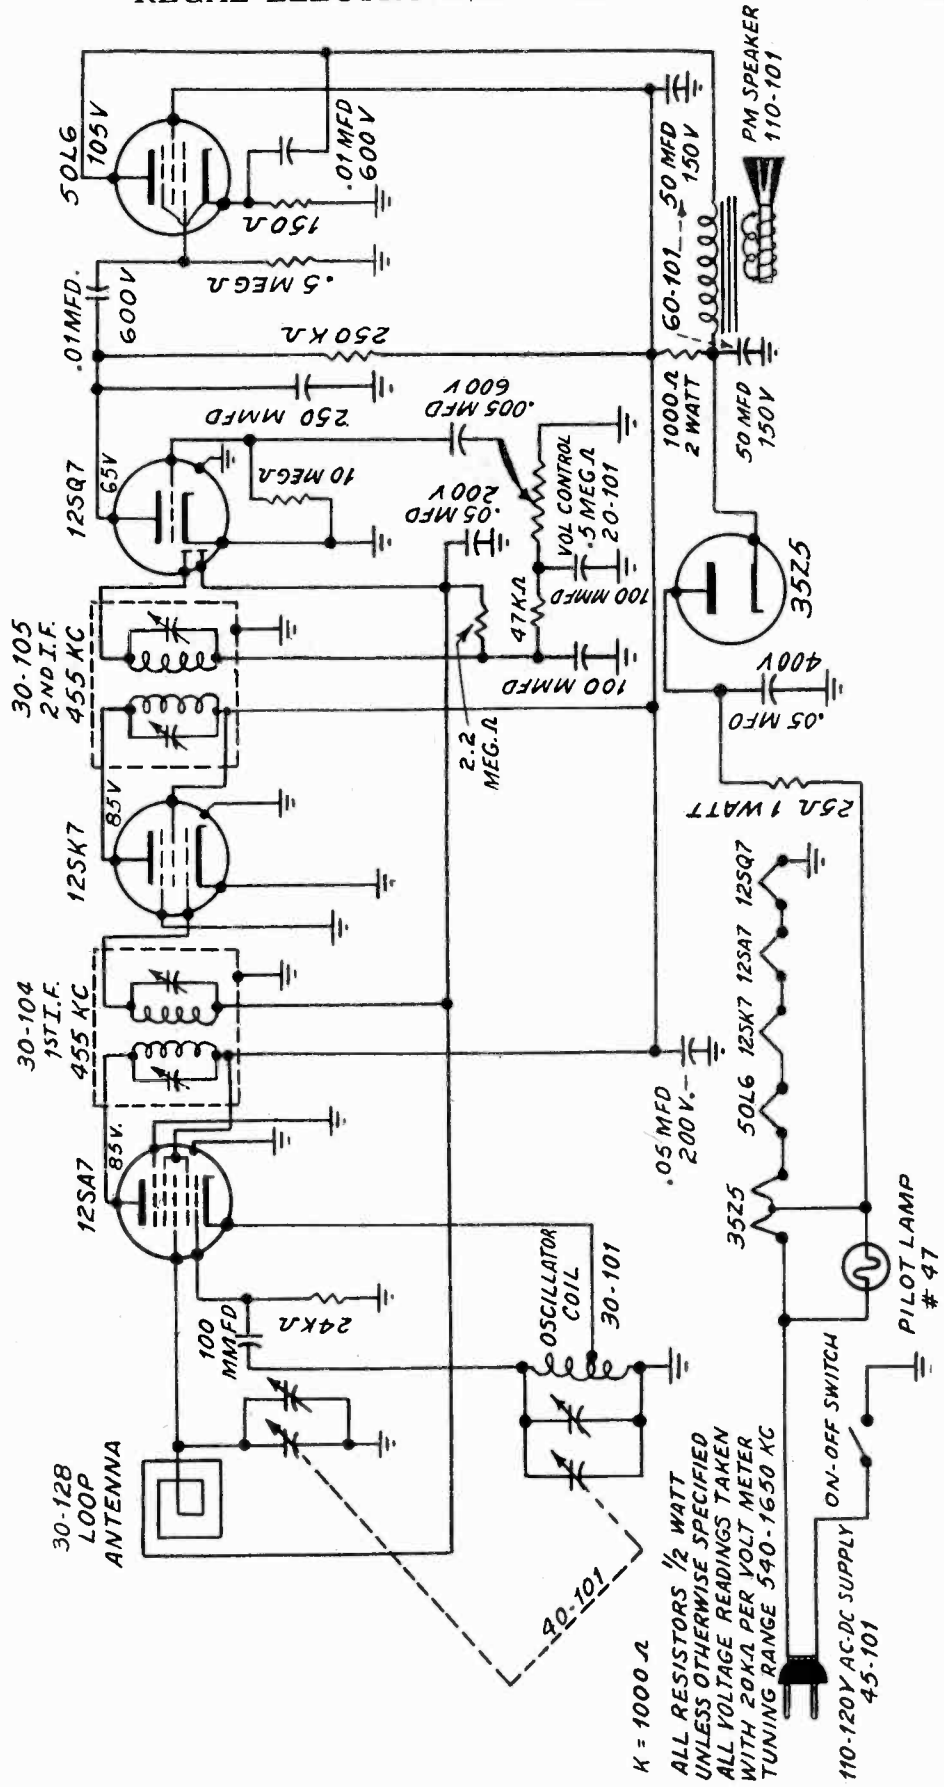 30-128
LOOP
ANTENNA
12SA7
85V.
30-104
1ST I.F.
455 KC
12SK7
85V
30-105
2ND I.F.
455 KC
12SQ7
65V
.01MFD.
600V
50L6
105V
100
MMFD
24KΩ
OSCILLATOR
COIL
30-101
40-101
.05 MFD
200V.
2.2
MEG.Ω
47KΩ
100 MMFD
100 MMFD
VOL CONTROL
.5 MEG Ω
20-101
.05 MFD
200V
10 MEGΩ
.005 MFD
600V
250 MMFD
250 KΩ
.5 MEGΩ
150Ω
.01 MFD
600V
1000Ω
2 WATT
60-101
50 MFD
150V
50 MFD
150V
PM SPEAKER
110-101
35Z5
.05 MFD
400V
25Ω 1 WATT
35Z5
50L6
12SK7
12SA7
12SQ7
PILOT LAMP
# 47
ON-OFF SWITCH
110-120V AC-DC SUPPLY
45-101
K = 1000 Ω
ALL RESISTORS ½ WATT
UNLESS OTHERWISE SPECIFIED
ALL VOLTAGE READINGS TAKEN
WITH 20KΩ PER VOLT METER
TUNING RANGE 540-1650 KC